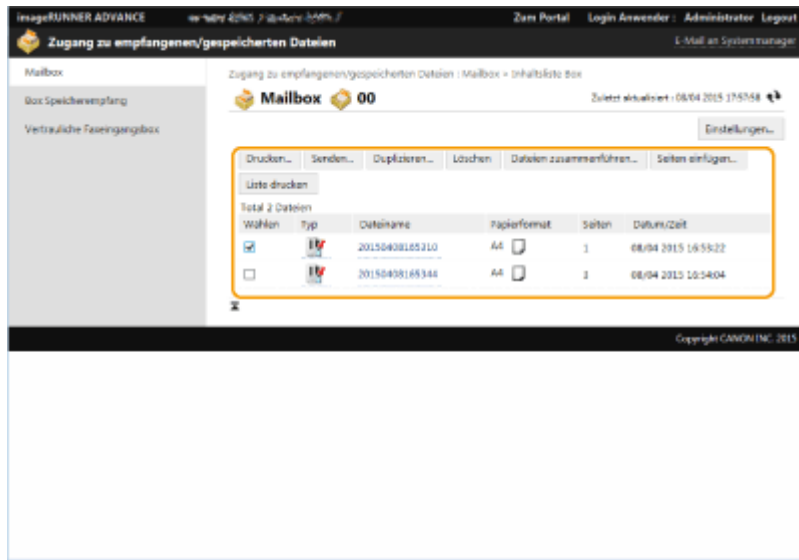 imageRUNNER ADVANCE Zum Portal Login Anwender : Administrator Logout
Zugang zu empfangenen/gespeicherten Dateien E-Mail an Systemmanager
Mailbox
Box Speicherempfang
Vertrauliche Faxeingangsbox
Zugang zu empfangenen/gespeicherten Dateien : Mailbox > Inhaltsliste Box
Mailbox 00 Zuletzt aktualisiert : 08/04 2015 17:57:58
Einstellungen...
Drucken... Senden... Duplizieren... Löschen Dateien zusammenführen... Seiten einfügen...
Liste drucken
Total 2 Dateien
Wählen Typ Dateiname Papierformat Seiten Datum/Zeit
20150408165310 A4 1 08/04 2015 16:53:22
20150408165344 A4 08/04 2015 16:54:04
Copyright CANON INC. 2015